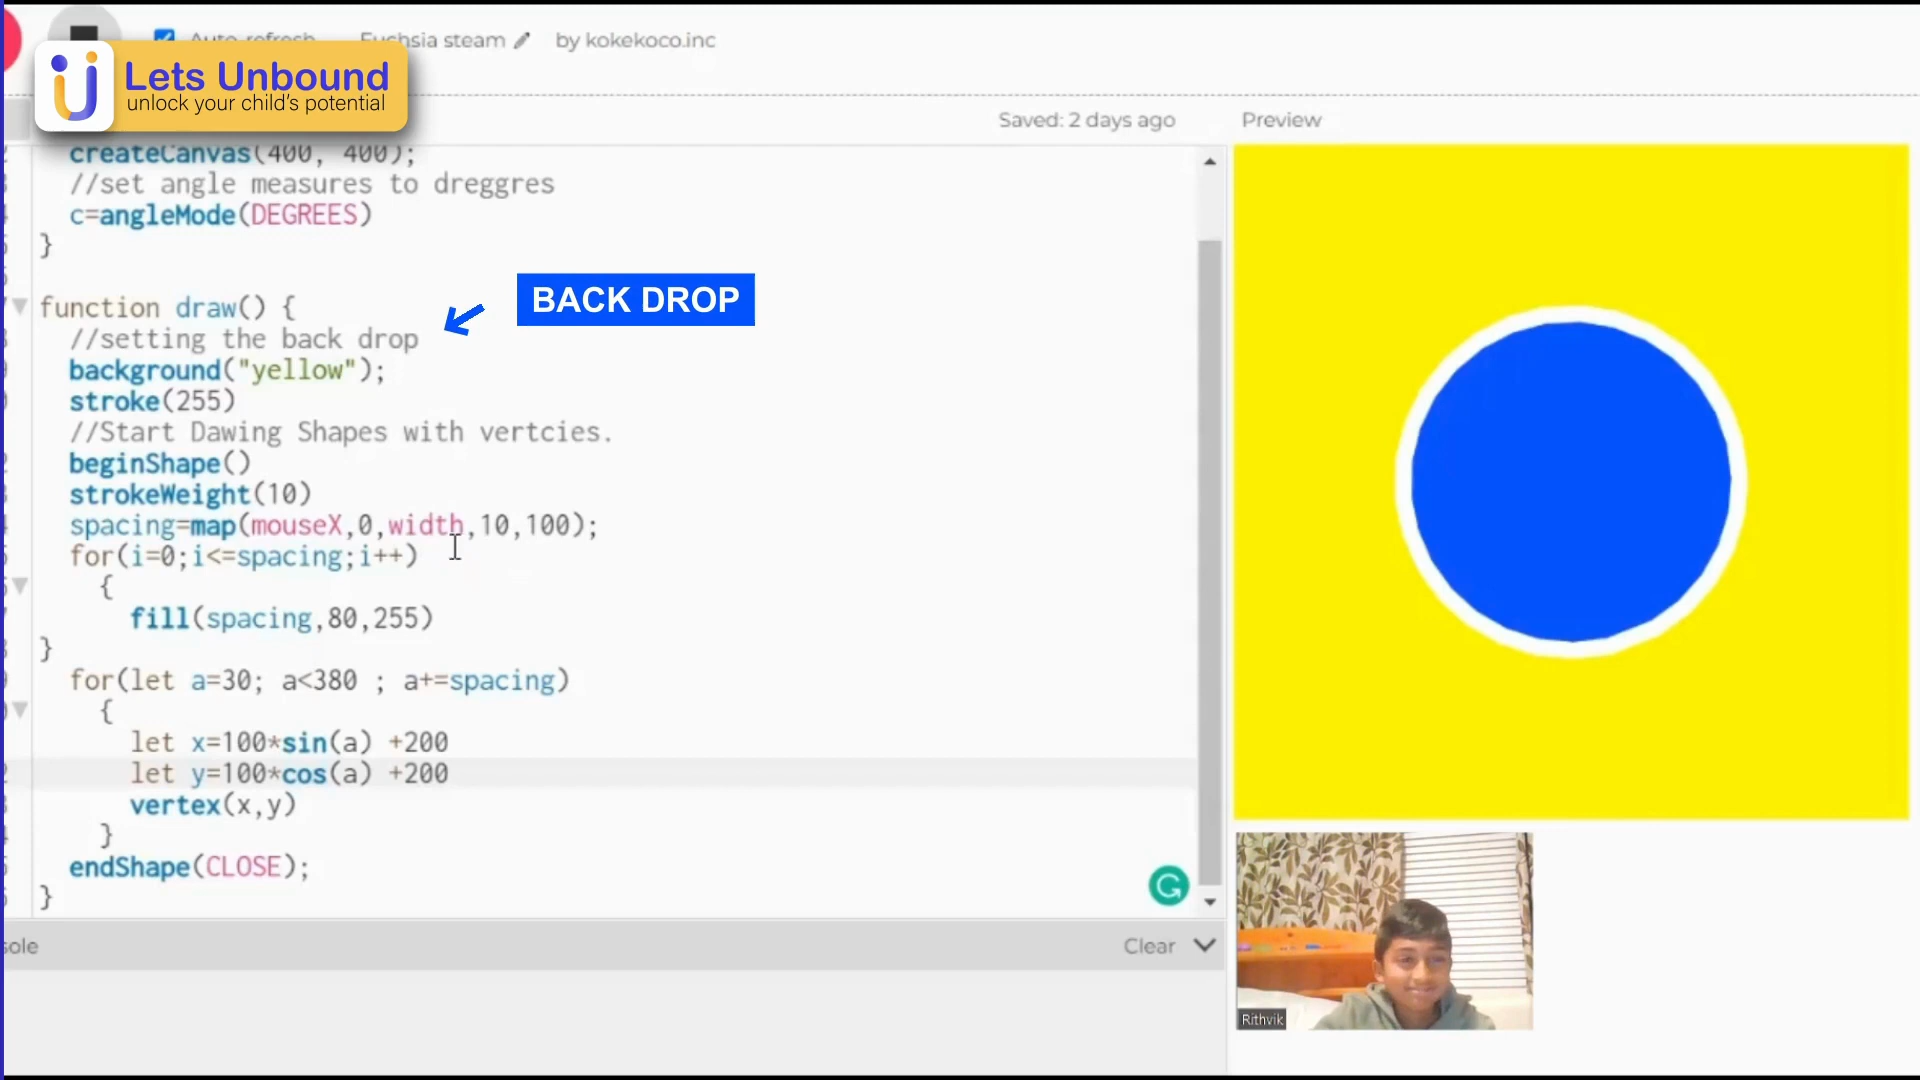 Auto-refresh Fuchsia steam by kokekoco.inc
Lets Unbound
unlock your child's potential
Saved: 2 days ago Preview
createCanvas(400, 400);
//set angle measures to dreggres
c=angleMode(DEGREES)
}
function draw() {
BACK DROP
//setting the back drop
background("yellow");
stroke(255)
//Start Dawing Shapes with vertcies.
beginShape()
strokeWeight(10)
spacing=map(mouseX,0,width,10,100);
for(i=0;i<=spacing;i++)
{
fill(spacing,80,255)
}
for(let a=30; a<380 ; a+=spacing)
{
let x=100*sin(a) +200
let y=100*cos(a) +200
vertex(x,y)
}
endShape(CLOSE);
}
sole Clear
Rithvik